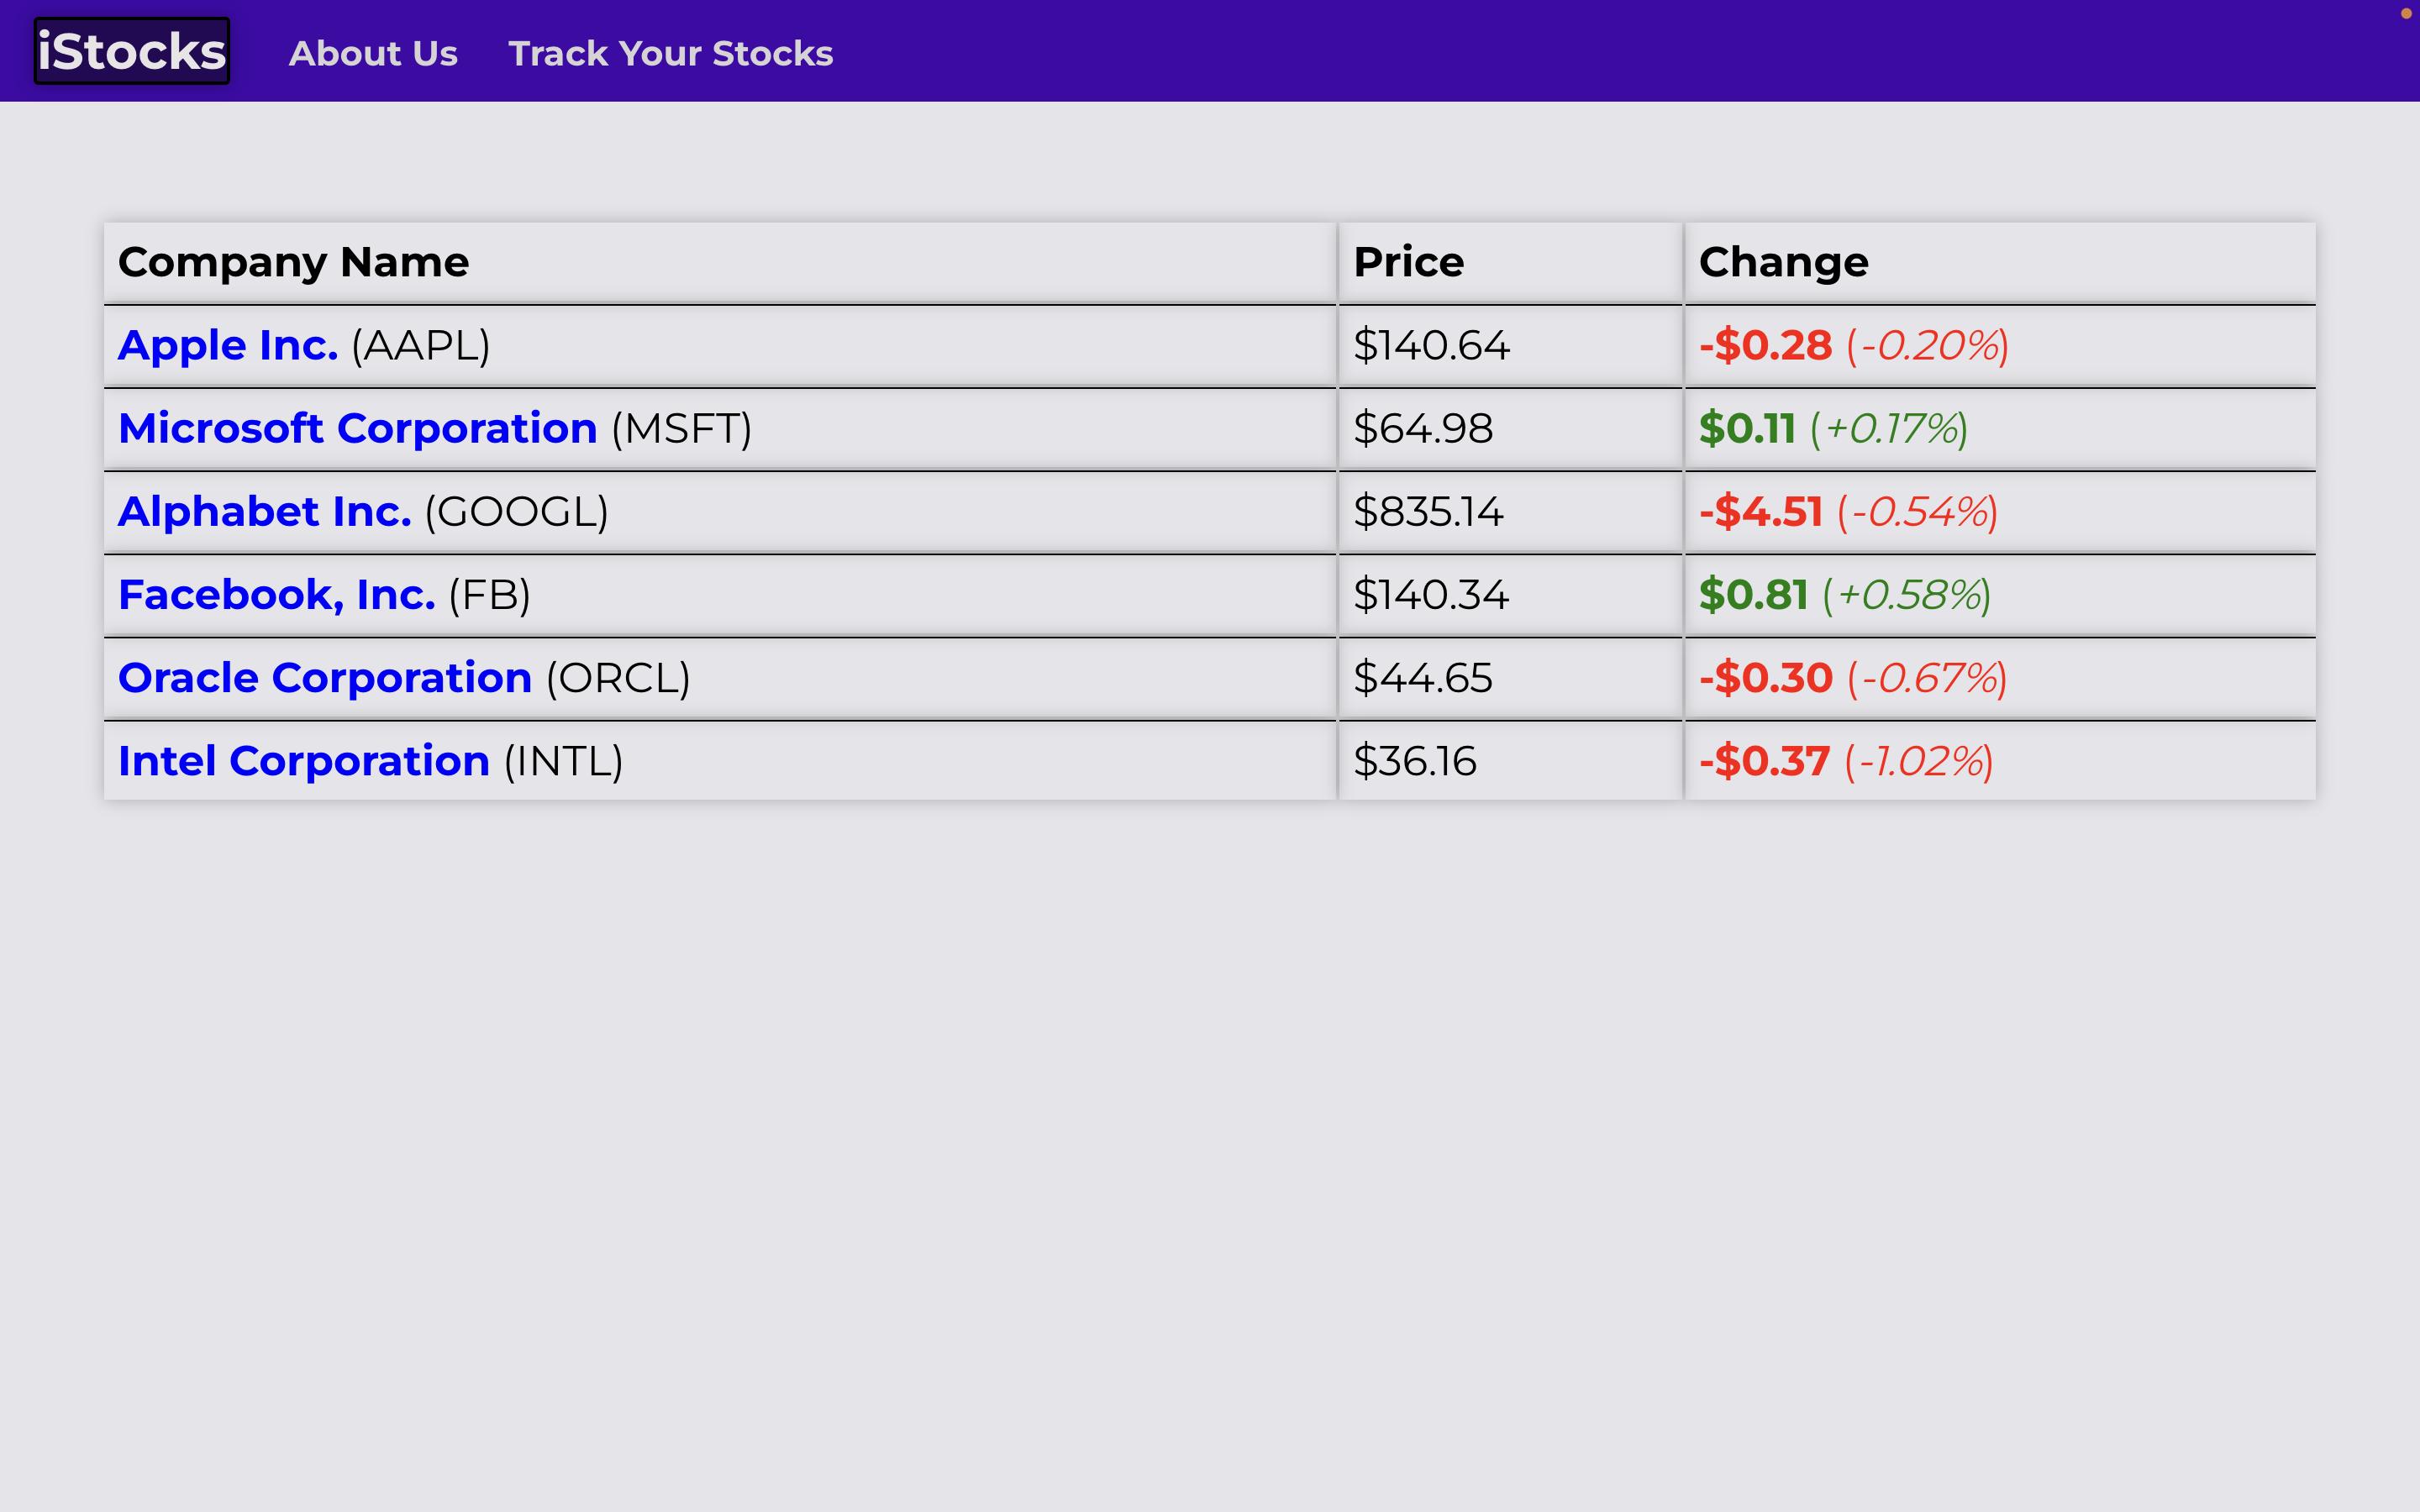 iStocks About Us Track Your Stocks
Company Name Price Change
Apple Inc. (AAPL) $140.64 -$0.28 (-0.20%)
Microsoft Corporation (MSFT) $64.98 $0.11 (+0.17%)
Alphabet Inc. (GOOGL) $835.14 -$4.51 (-0.54%)
Facebook, Inc. (FB) $140.34 $0.81 (+0.58%)
Oracle Corporation (ORCL) $44.65 -$0.30 (-0.67%)
Intel Corporation (INTL) $36.16 -$0.37 (-1.02%)